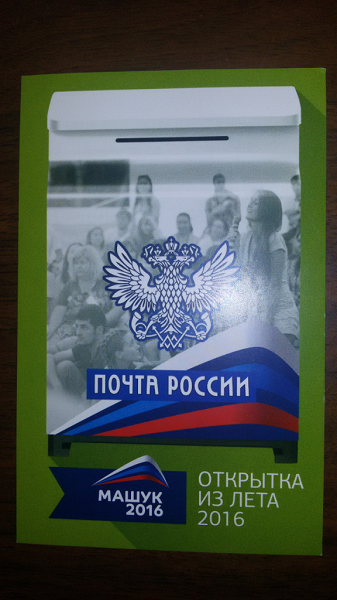 ПОЧТА РОССИИ
МАШУК
2016
ОТКРЫТКА
ИЗ ЛЕТА
2016